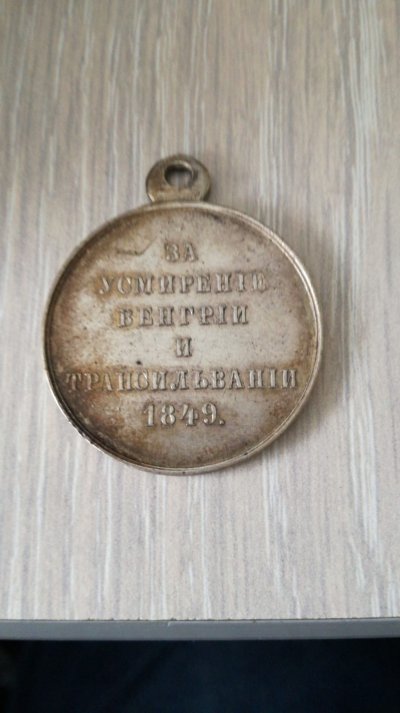 ЗА
УСМИРЕНІЕ
ВЕНГРІИ
И
ТРАНСИЛЬВАНІИ
1849.